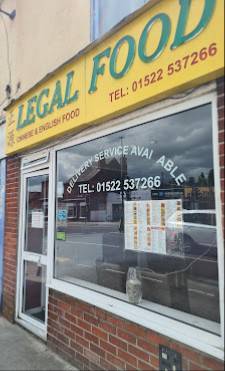 LEGAL FOOD
CHINESE & ENGLISH FOOD
TEL: 01522 537266
DELIVERY SERVICE AVAI ABLE
TEL: 01522 537266